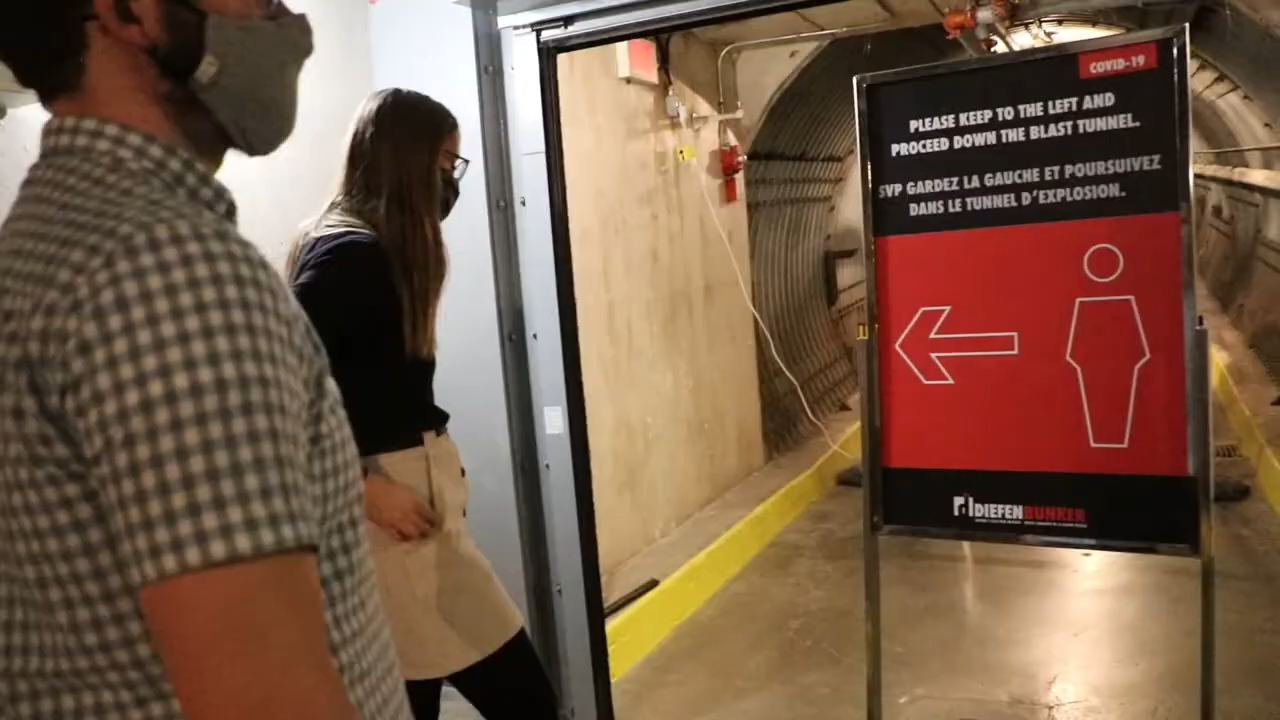 COVID-19
PLEASE KEEP TO THE LEFT AND
PROCEED DOWN THE BLAST TUNNEL.
SVP GARDEZ LA GAUCHE ET POURSUIVEZ
DANS LE TUNNEL D'EXPLOSION.
DIEFENBUNKER